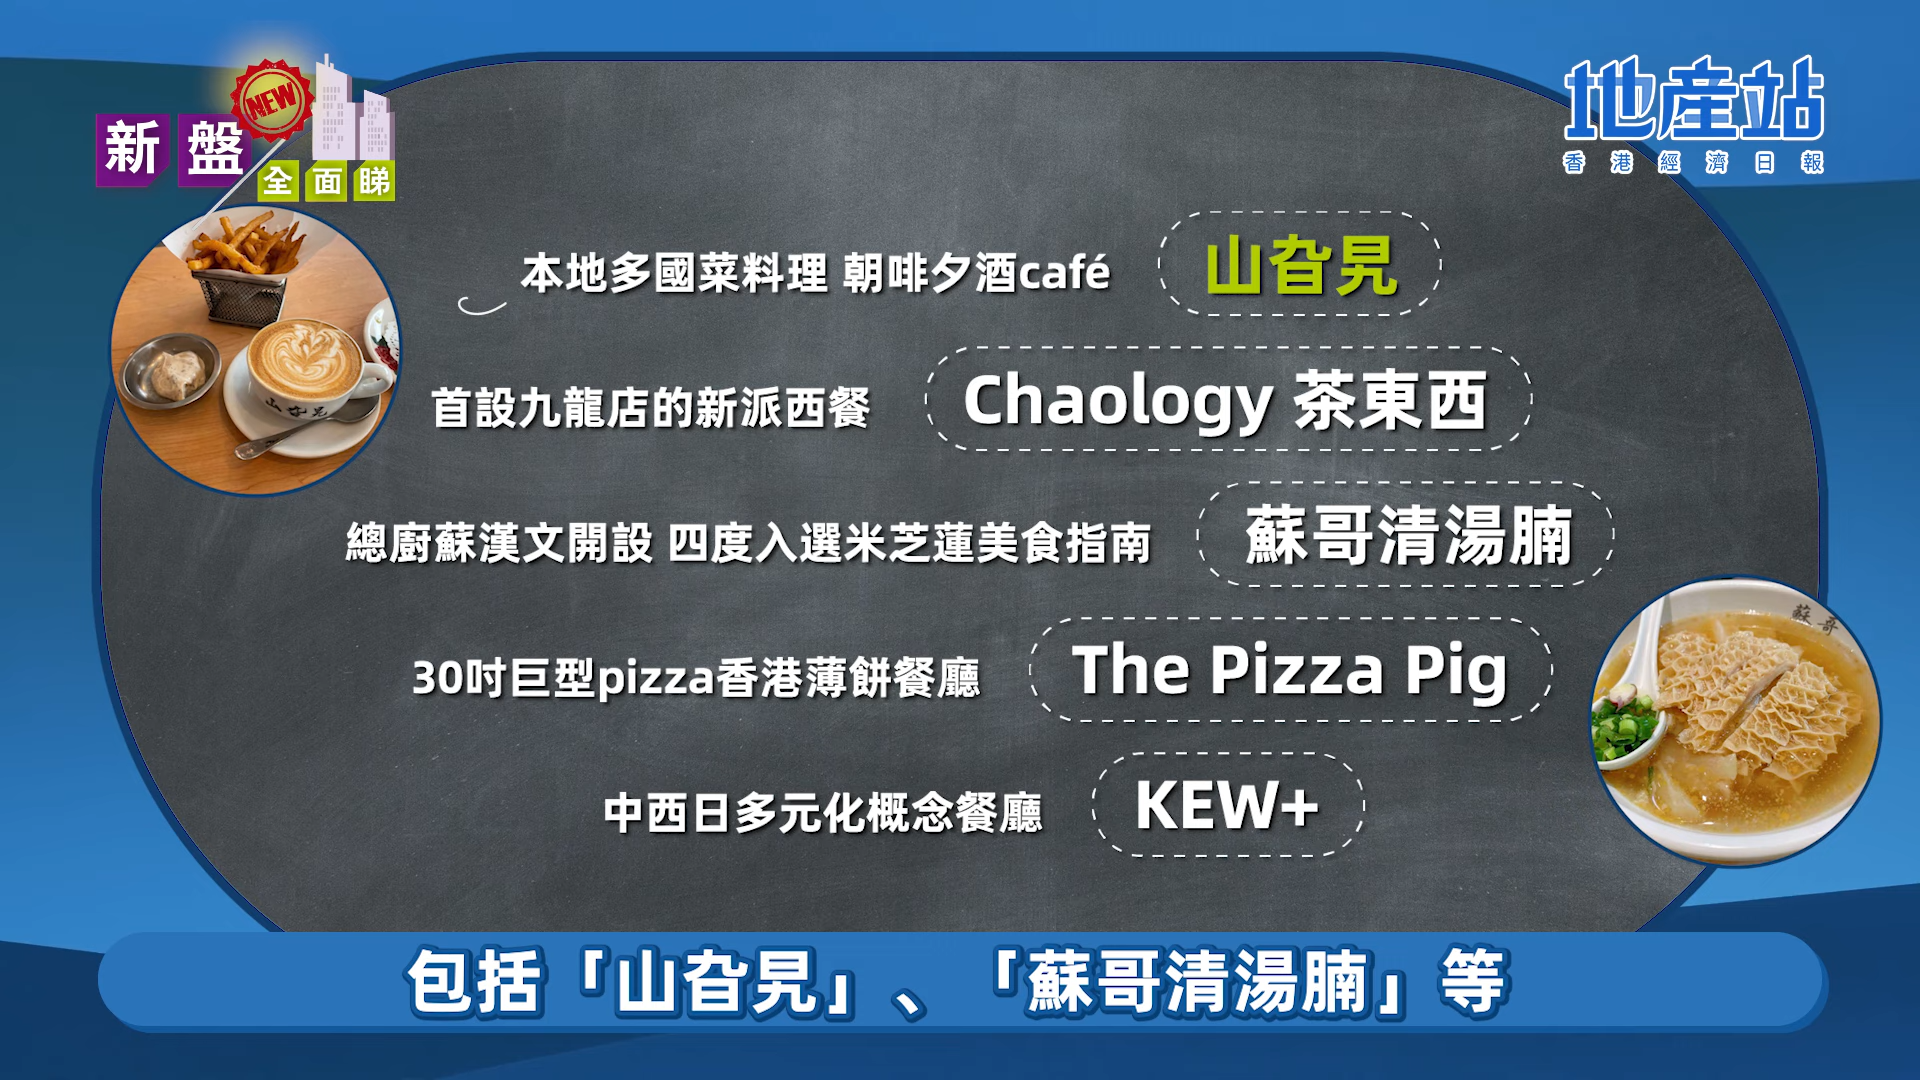 新盤
NEW
全面睇
地產站
香港經濟日報
本地多國菜料理 朝啡夕酒café 山旮旯
首設九龍店的新派西餐 Chaology 茶東西
總廚蘇漢文開設 四度入選米芝蓮美食指南 蘇哥清湯腩
30吋巨型pizza香港薄餅餐廳 The Pizza Pig
中西日多元化概念餐廳 KEW+
山旮旯
蘇哥
包括「山旮旯」、「蘇哥清湯腩」等